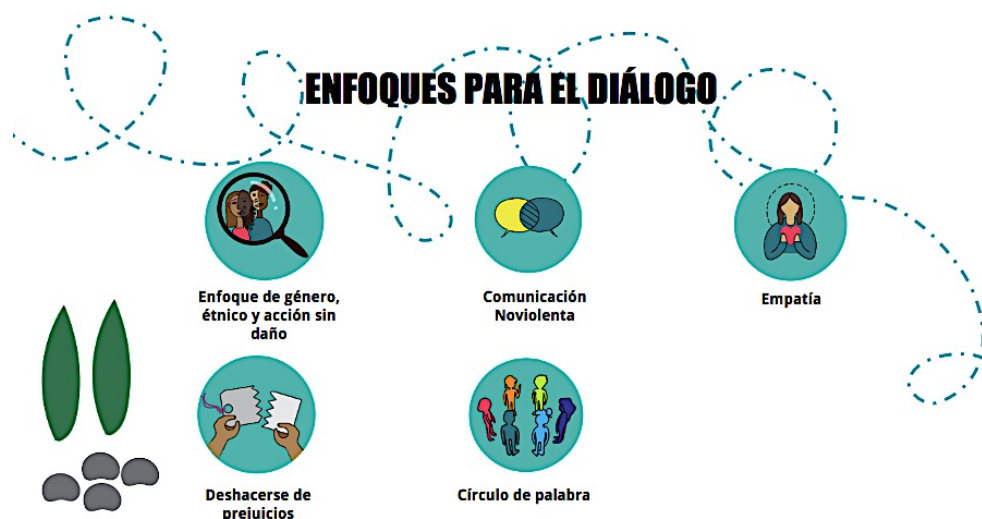 ENFOQUES PARA EL DIÁLOGO
Enfoque de género,
étnico y acción sin
daño
Comunicación
Noviolenta
Empatía
Deshacerse de
prejuicios
Círculo de palabra